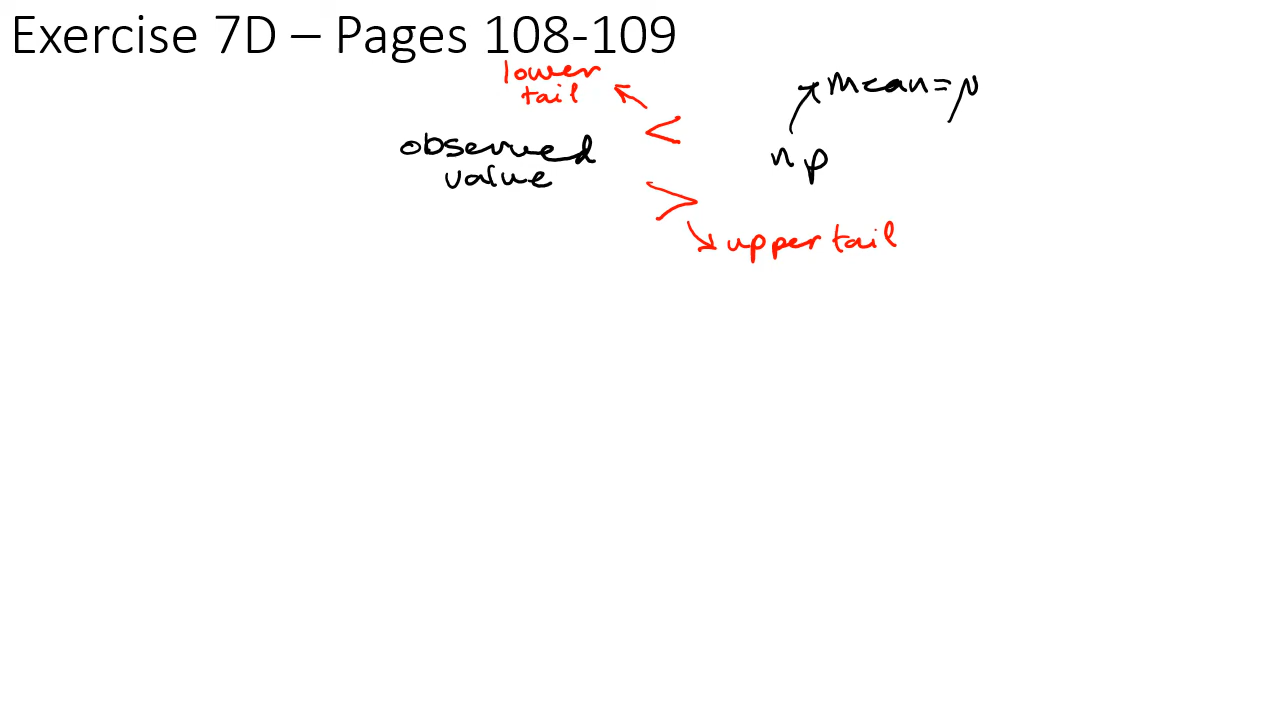 Exercise 7D – Pages 108-109
lower
tail
mean = μ
<
observed
value
np
>
upper tail